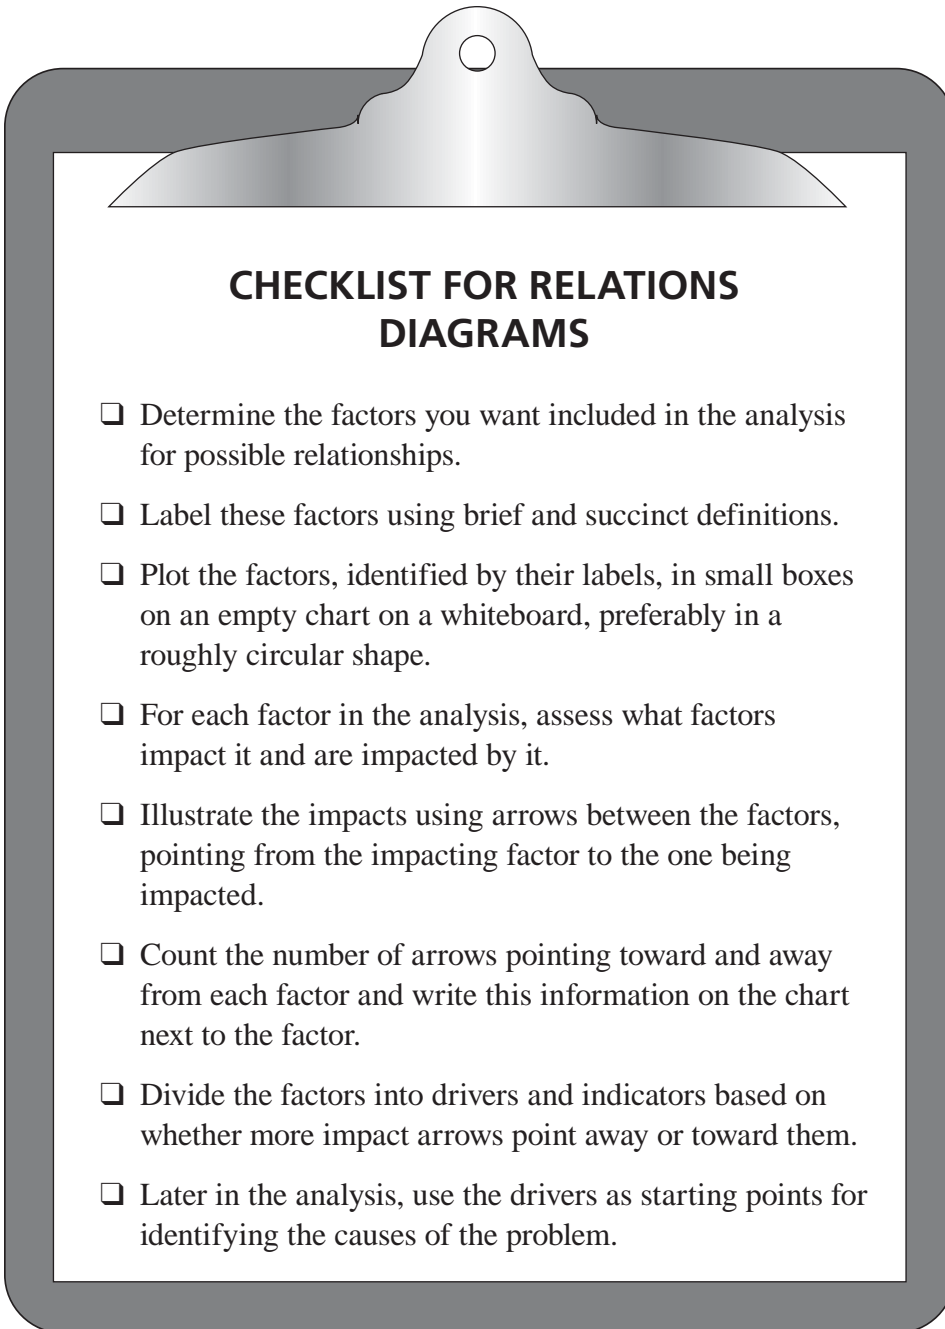 CHECKLIST FOR RELATIONS
DIAGRAMS
❑ Determine the factors you want included in the analysis
for possible relationships.
❑ Label these factors using brief and succinct definitions.
❑ Plot the factors, identified by their labels, in small boxes
on an empty chart on a whiteboard, preferably in a
roughly circular shape.
❑ For each factor in the analysis, assess what factors
impact it and are impacted by it.
❑ Illustrate the impacts using arrows between the factors,
pointing from the impacting factor to the one being
impacted.
❑ Count the number of arrows pointing toward and away
from each factor and write this information on the chart
next to the factor.
❑ Divide the factors into drivers and indicators based on
whether more impact arrows point away or toward them.
❑ Later in the analysis, use the drivers as starting points for
identifying the causes of the problem.